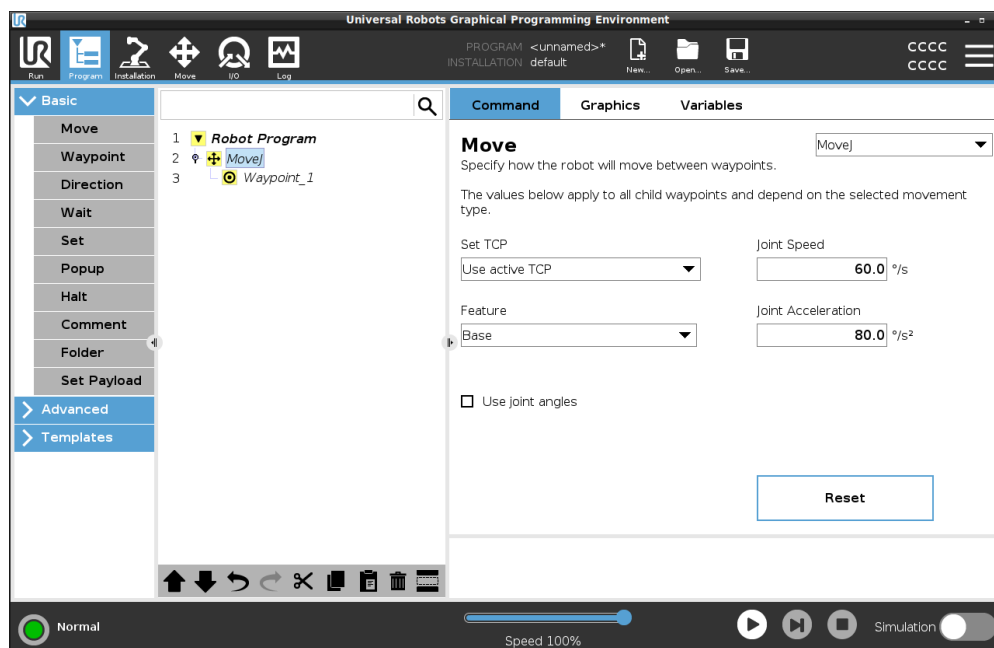 UR
Universal Robots Graphical Programming Environment
UR
Run
Program
Installation
Move
I/O
Log
PROGRAM <unnamed>*
INSTALLATION default
New...
Open...
Save...
CCCC
CCCC
Basic
Move
Waypoint
Direction
Wait
Set
Popup
Halt
Comment
Folder
Set Payload
Advanced
Templates
1 Robot Program
2 MoveJ
3 Waypoint_1
Command Graphics Variables
Move
MoveJ
Specify how the robot will move between waypoints.
The values below apply to all child waypoints and depend on the selected movement
type.
Set TCP
Joint Speed
Use active TCP
60.0 °/s
Feature
Joint Acceleration
Base
80.0 °/s²
Use joint angles
Reset
Normal
Speed 100%
Simulation